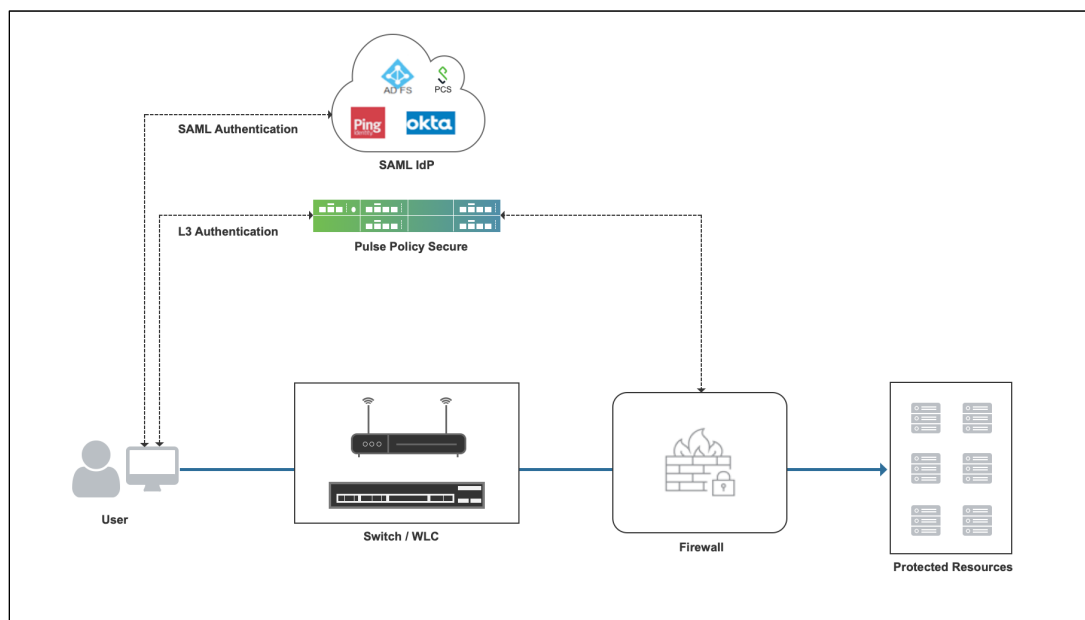 AD FS
PCS
SAML Authentication
Ping
Identity
okta
SAML IdP
L3 Authentication
Pulse Policy Secure
User
Switch / WLC
Firewall
Protected Resources